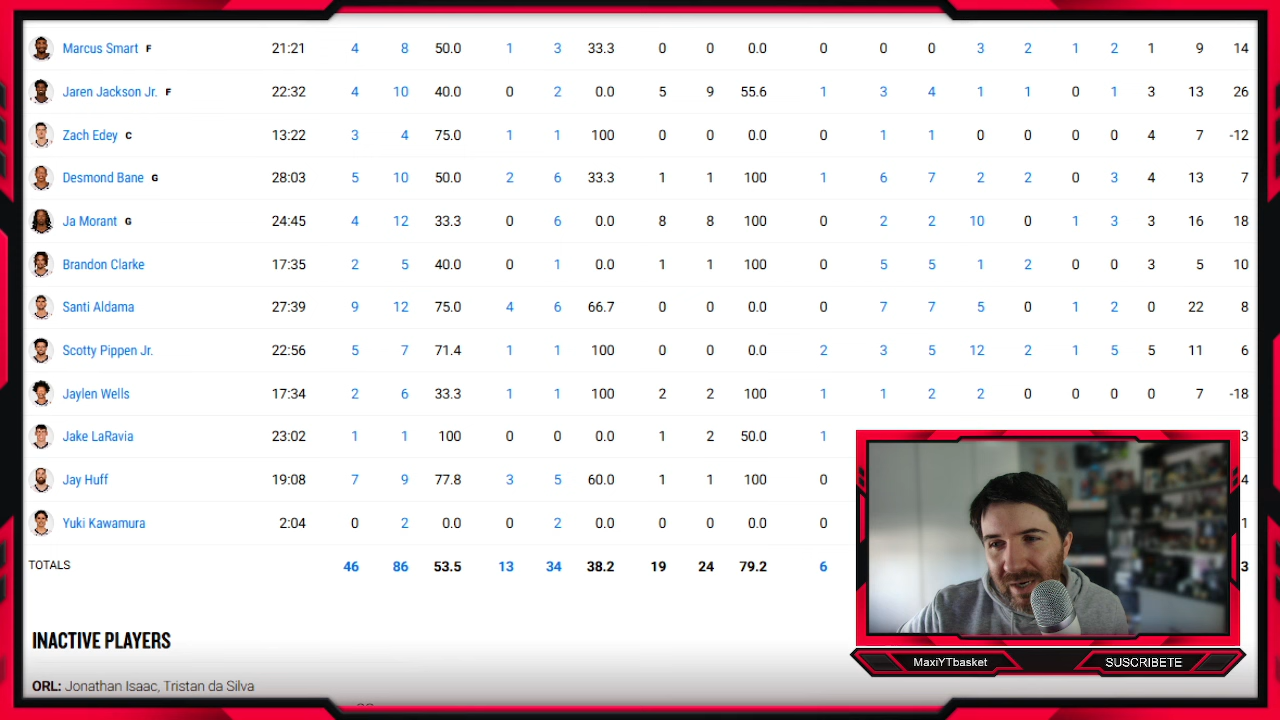 Marcus Smart F 21:21 4 8 50.0 1 3 33.3 0 0 0.0 0 0 0 3 2 1 2 1 9 14
Jaren Jackson Jr. F 22:32 4 10 40.0 0 2 0.0 5 9 55.6 1 3 4 1 1 0 1 3 13 26
Zach Edey C 13:22 3 4 75.0 1 1 100 0 0 0.0 0 1 1 0 0 0 0 4 7 -12
Desmond Bane G 28:03 5 10 50.0 2 6 33.3 1 1 100 1 6 7 2 2 0 3 4 13 7
Ja Morant G 24:45 4 12 33.3 0 6 0.0 8 8 100 0 2 2 10 0 1 3 3 16 18
Brandon Clarke 17:35 2 5 40.0 0 1 0.0 1 1 100 0 5 5 1 2 0 0 3 5 10
Santi Aldama 27:39 9 12 75.0 4 6 66.7 0 0 0.0 0 7 7 5 0 1 2 0 22 8
Scotty Pippen Jr. 22:56 5 7 71.4 1 1 100 0 0 0.0 2 3 5 12 2 1 5 5 11 6
Jaylen Wells 17:34 2 6 33.3 1 1 100 2 2 100 1 1 2 2 0 0 0 0 7 -18
Jake LaRavia 23:02 1 1 100 0 0 0.0 1 2 50.0 1 3
Jay Huff 19:08 7 9 77.8 3 5 60.0 1 1 100 0 4
Yuki Kawamura 2:04 0 2 0.0 0 2 0.0 0 0 0.0 0 1
TOTALS 46 86 53.5 13 34 38.2 19 24 79.2 6 3
INACTIVE PLAYERS
ORL: Jonathan Isaac, Tristan da Silva
MaxiYTbasket SUSCRIBETE